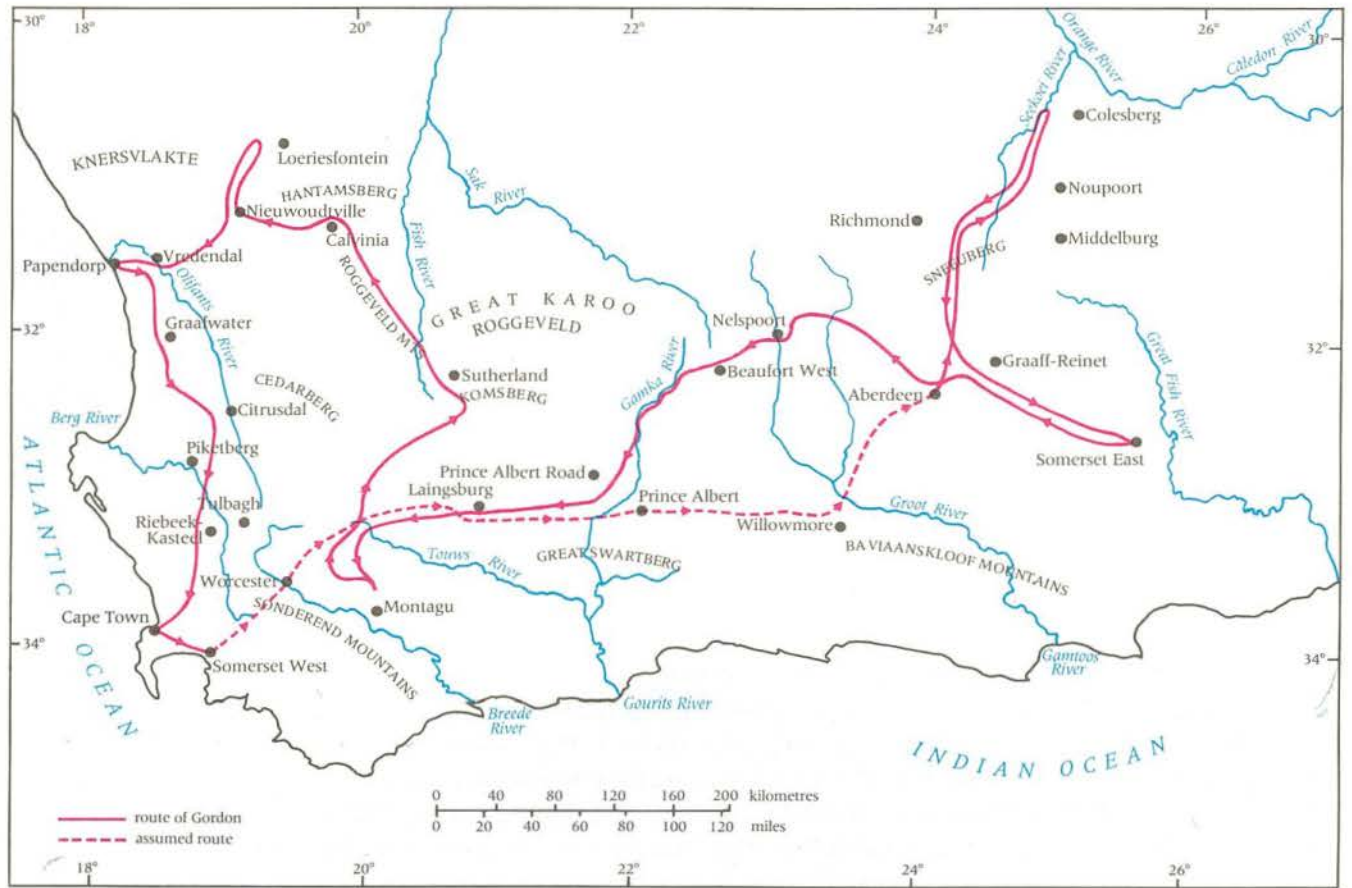 30°
18°
20°
22°
24°
26°
30°
Orange River
Caledon River
Seekoei River
Colesberg
KNERSVLAKTE
Loeriesfontein
HANTAMSBERG
Sak River
Noupoort
Nieuwoudtville
Calvinia
Fish River
Richmond
Middelburg
SNEEUBERG
Papendorp
Vredendal
Olifants River
ROGGEVELD MTS
GREAT KAROO
ROGGEVELD
32°
Graafwater
Nelspoort
32°
Graaff-Reinet
Great Fish River
CEDARBERG
Sutherland
KOMSBERG
Gamka River
Beaufort West
Aberdeen
Citrusdal
Berg River
Piketberg
Somerset East
ATLANTIC OCEAN
Prince Albert Road
Laingsburg
Prince Albert
Tulbagh
Riebeek-
Kasteel
Willowmore
Groot River
Touws River
GREAT SWARTBERG
BAVIAANSKLOOF MOUNTAINS
Worcester
SONDEREND MOUNTAINS
Montagu
Cape Town
34°
Somerset West
Gamtoos
River
34°
Breede
River
Gourits River
INDIAN OCEAN
0 40 80 120 160 200 kilometres
0 20 40 60 80 100 120 miles
route of Gordon
assumed route
18°
20°
22°
24°
26°